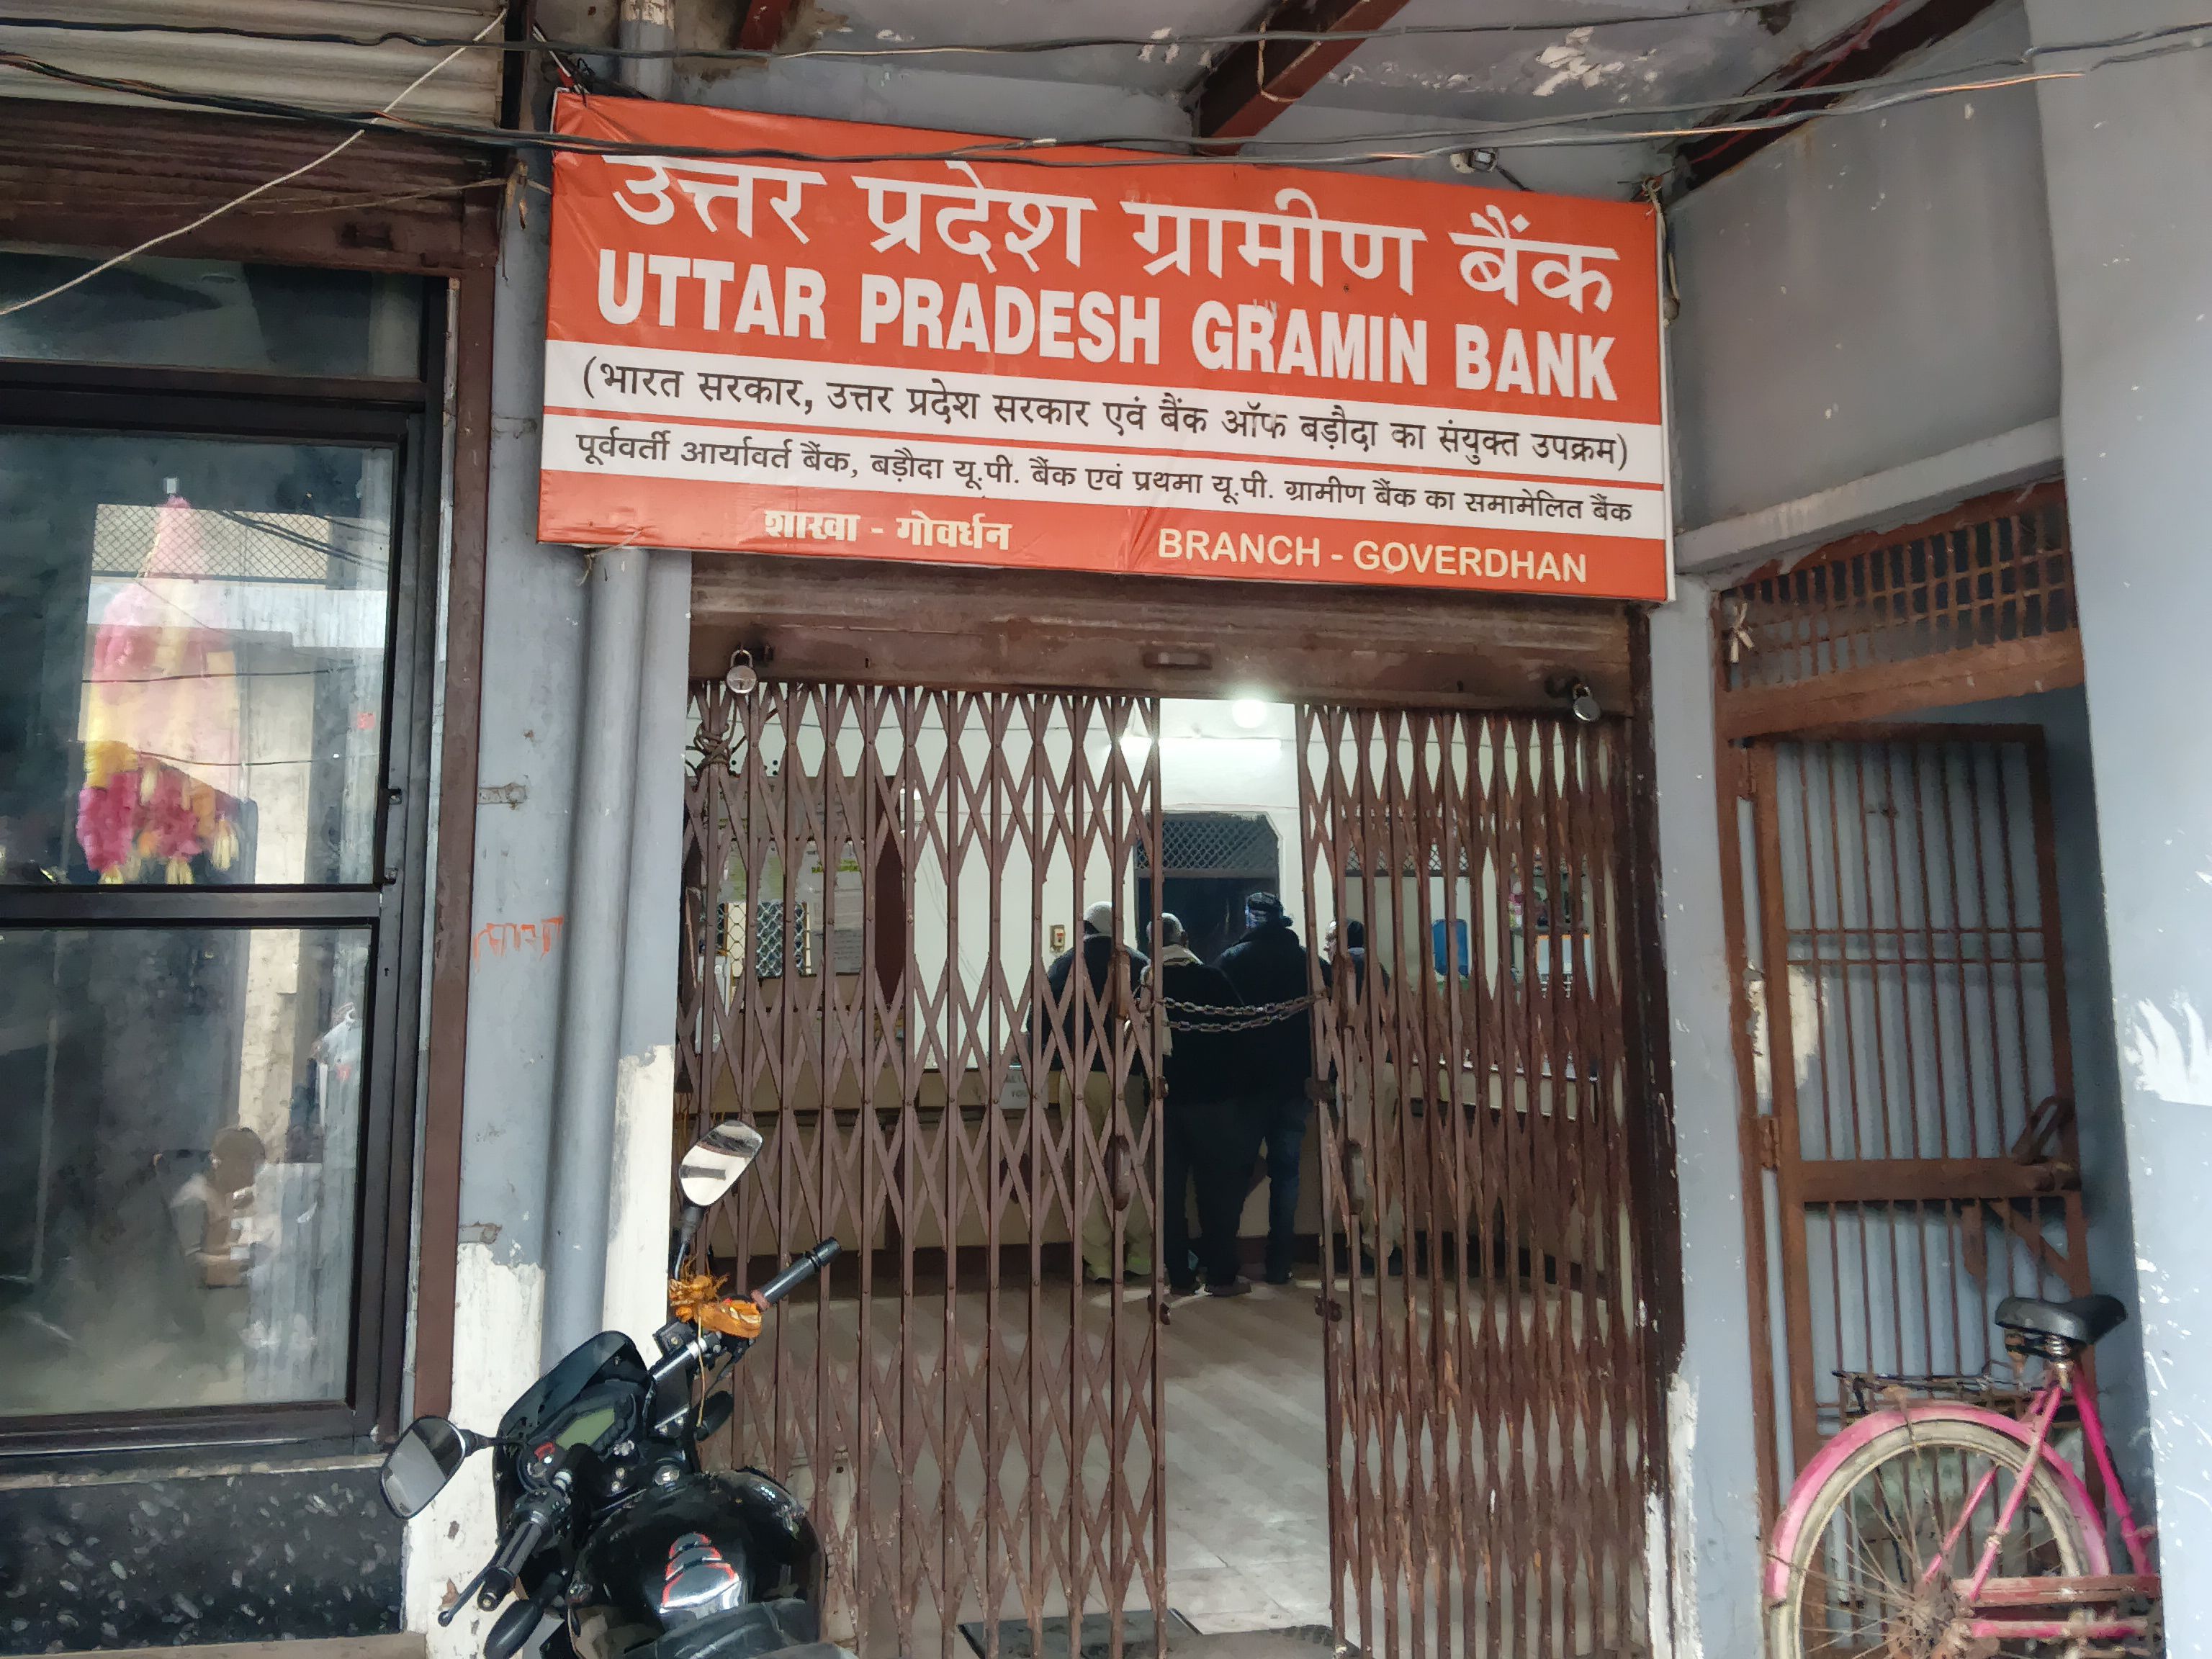 उत्तर प्रदेश ग्रामीण बैंक
UTTAR PRADESH GRAMIN BANK
(भारत सरकार, उत्तर प्रदेश सरकार एवं बैंक ऑफ बड़ौदा का संयुक्त उपक्रम)
पूर्ववर्ती आर्यावर्त बैंक, बड़ौदा यू.पी. बैंक एवं प्रथमा यू.पी. ग्रामीण बैंक का समामेलित बैंक
शाखा - गोवर्धन BRANCH - GOVERDHAN